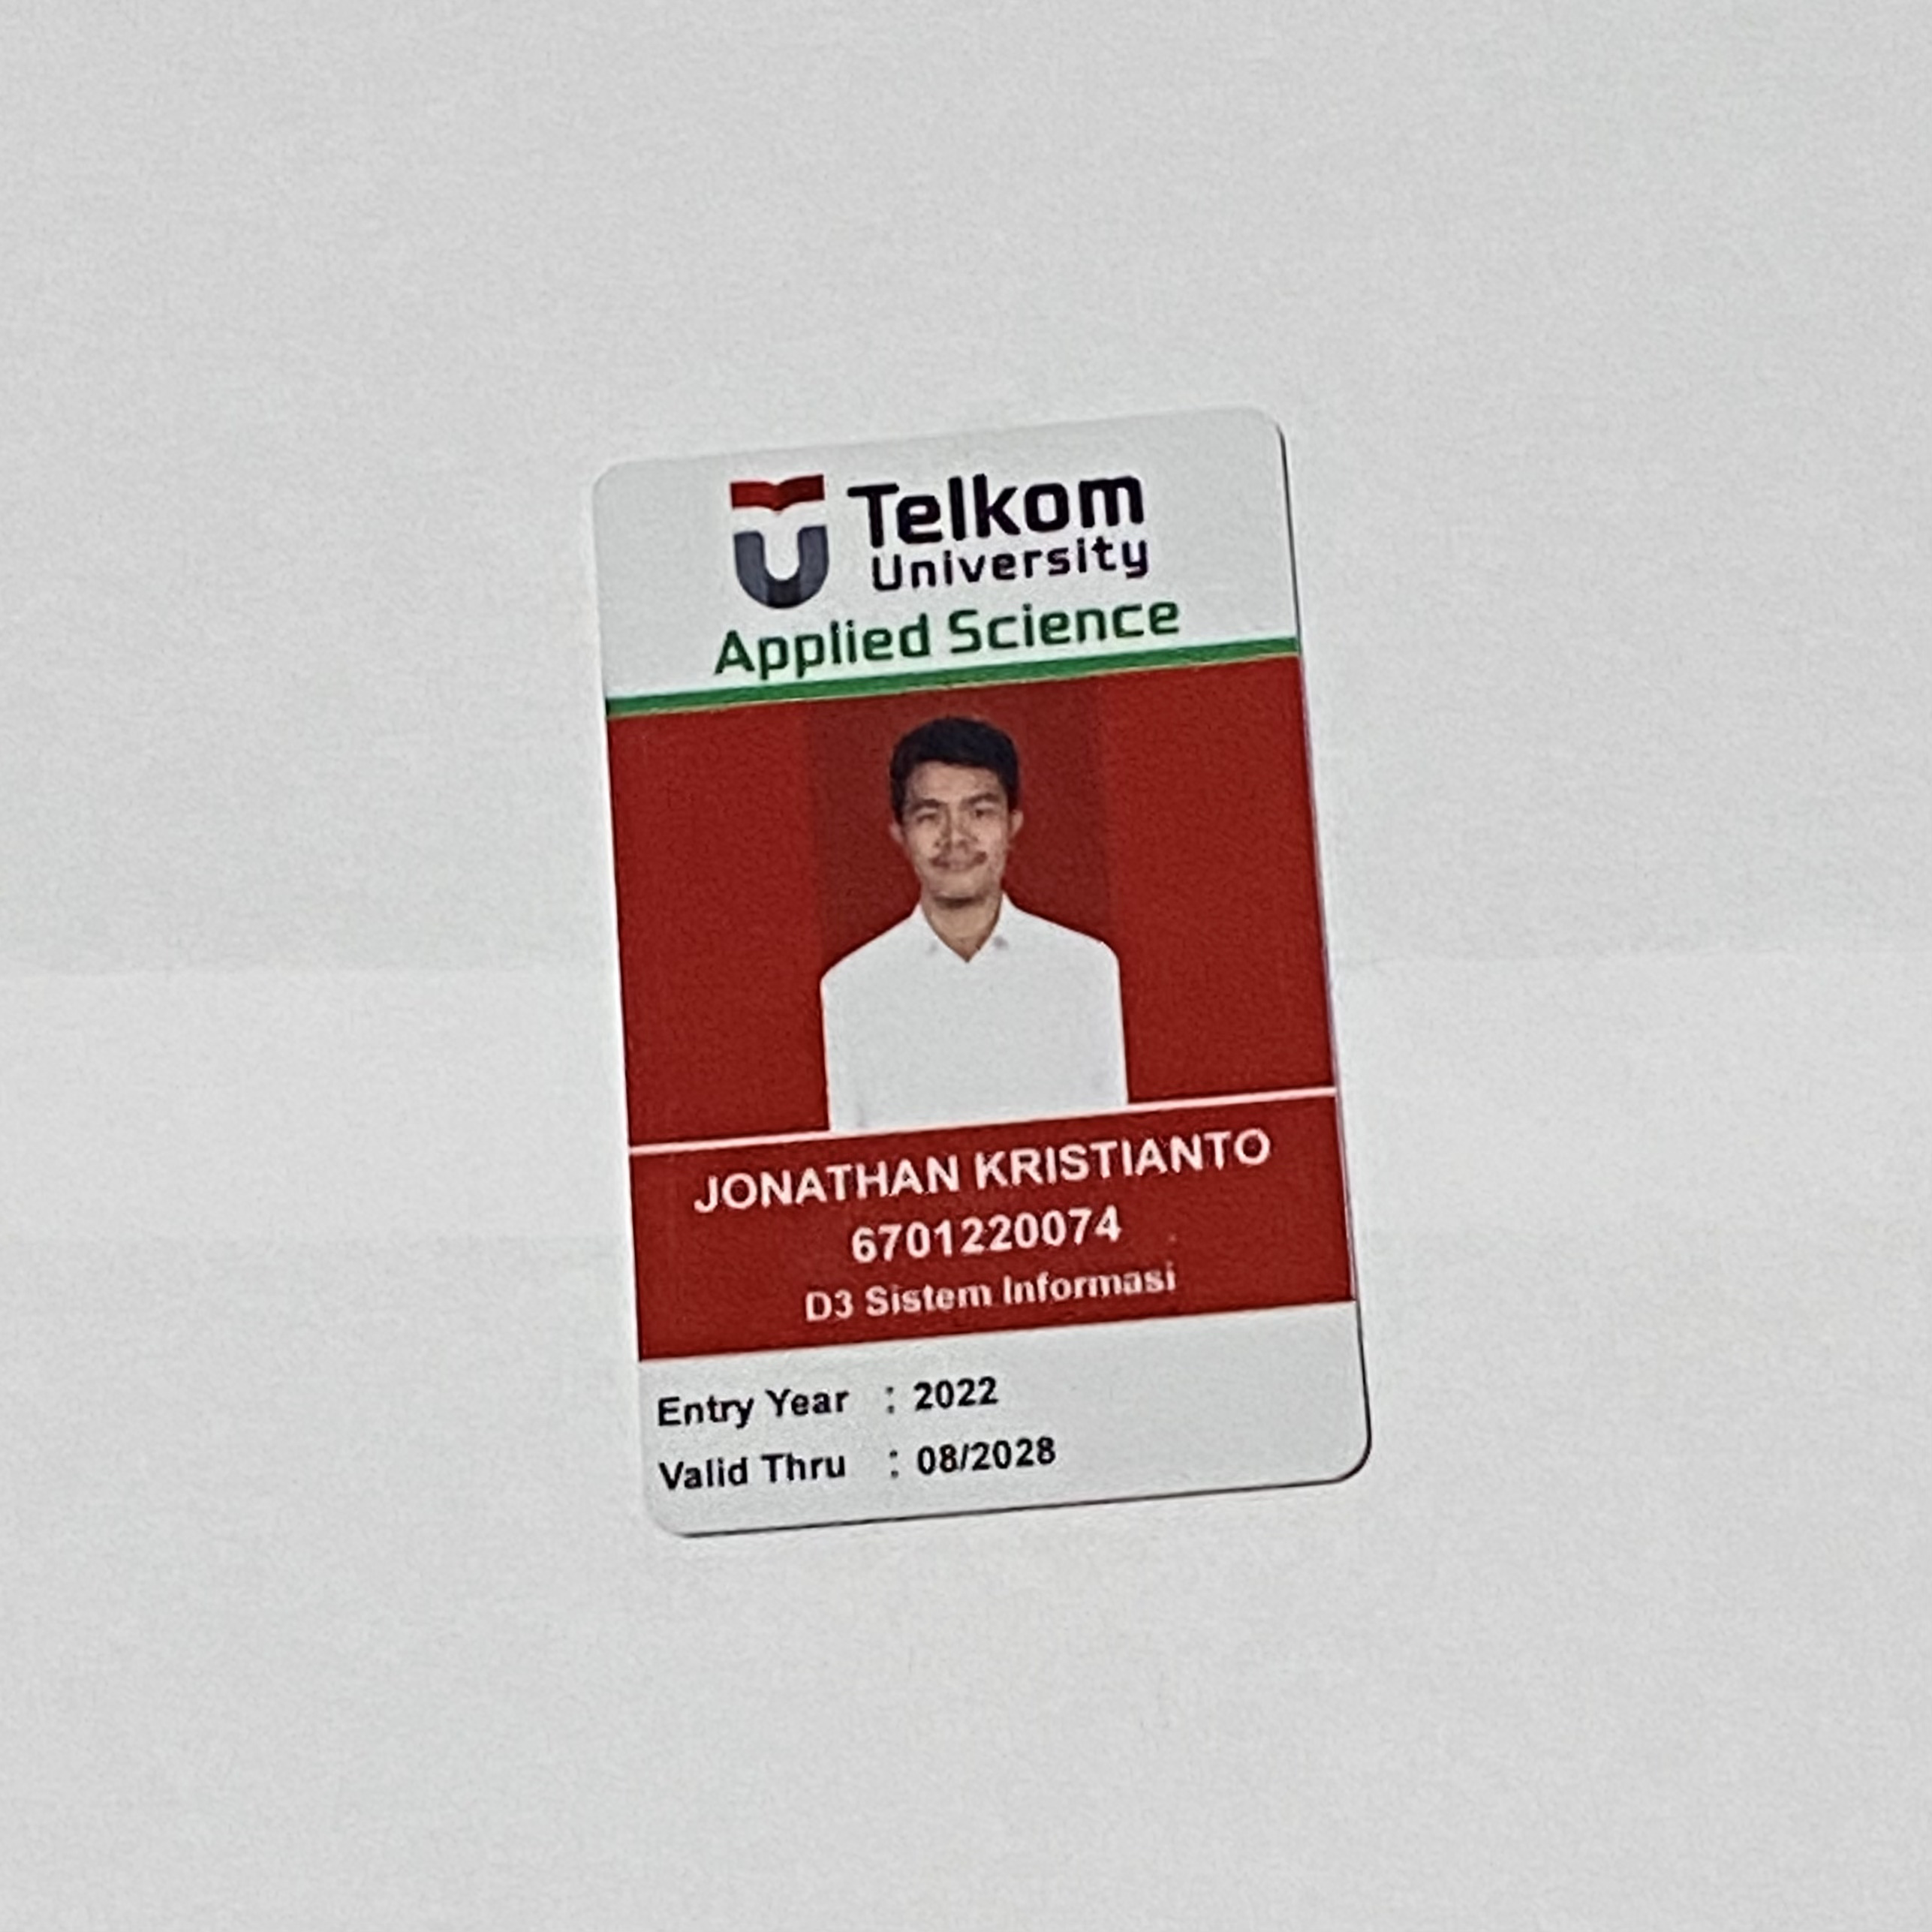 Telkom
University
Applied Science
JONATHAN KRISTIANTO
6701220074
D3 Sistem Informasi
Entry Year : 2022
Valid Thru : 08/2028